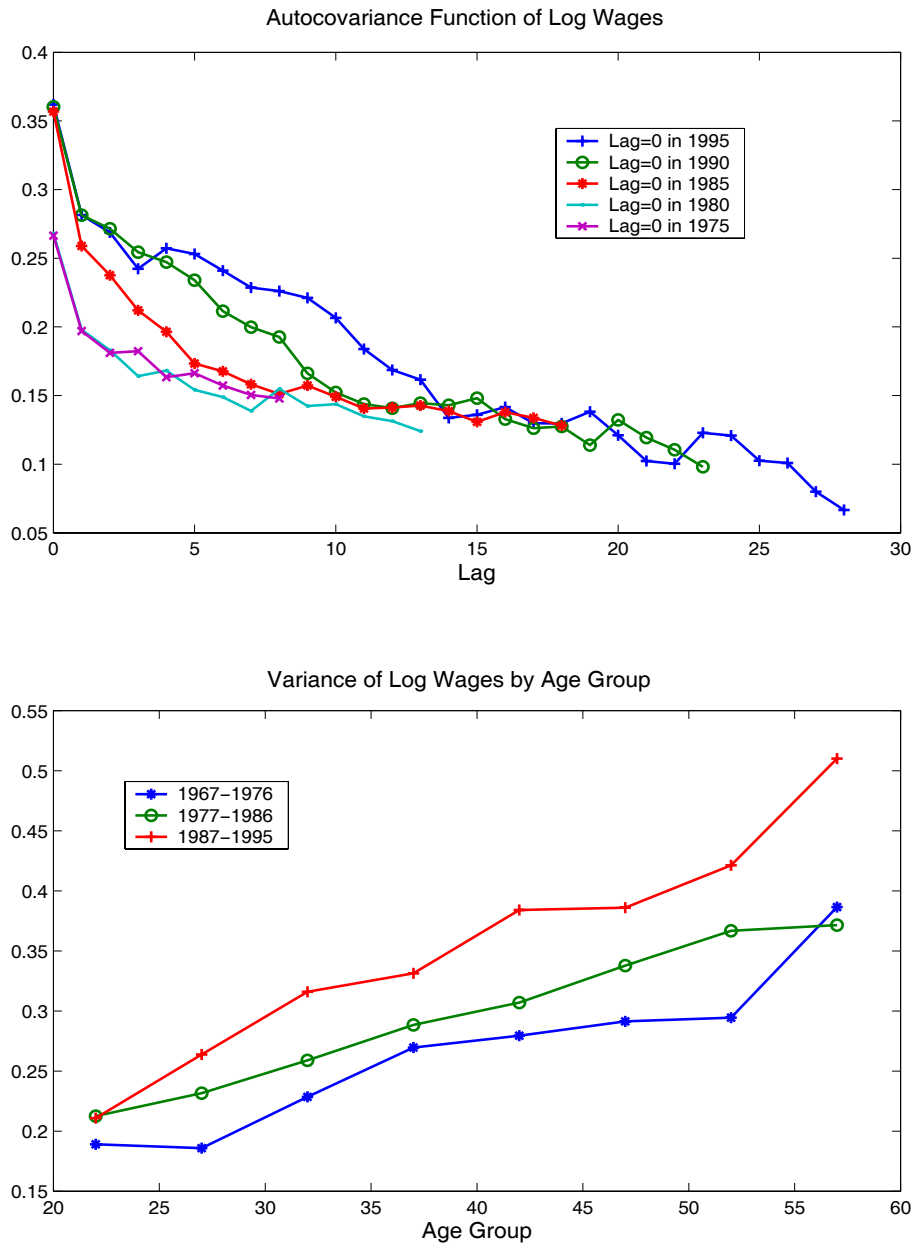 Autocovariance Function of Log Wages
0.4
0.35
0.3
0.25
0.2
0.15
0.1
0.05
Lag=0 in 1995
Lag=0 in 1990
Lag=0 in 1985
Lag=0 in 1980
Lag=0 in 1975
0 5 10 15 20 25 30
Lag
Variance of Log Wages by Age Group
0.55
0.5
0.45
0.4
0.35
0.3
0.25
0.2
0.15
1967−1976
1977−1986
1987−1995
20 25 30 35 40 45 50 55 60
Age Group